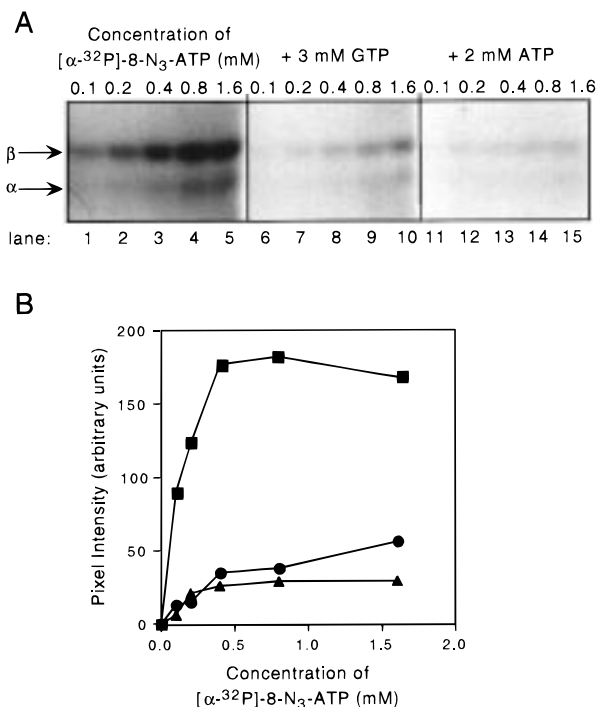 A
Concentration of
[α-³²P]-8-N₃-ATP (mM) + 3 mM GTP + 2 mM ATP
0.1 0.2 0.4 0.8 1.6 0.1 0.2 0.4 0.8 1.6 0.1 0.2 0.4 0.8 1.6
β
α
lane: 1 2 3 4 5 6 7 8 9 10 11 12 13 14 15
B
Pixel Intensity (arbitrary units)
200
150
100
50
0
0.0 0.5 1.0 1.5 2.0
Concentration of
[α-³²P]-8-N₃-ATP (mM)